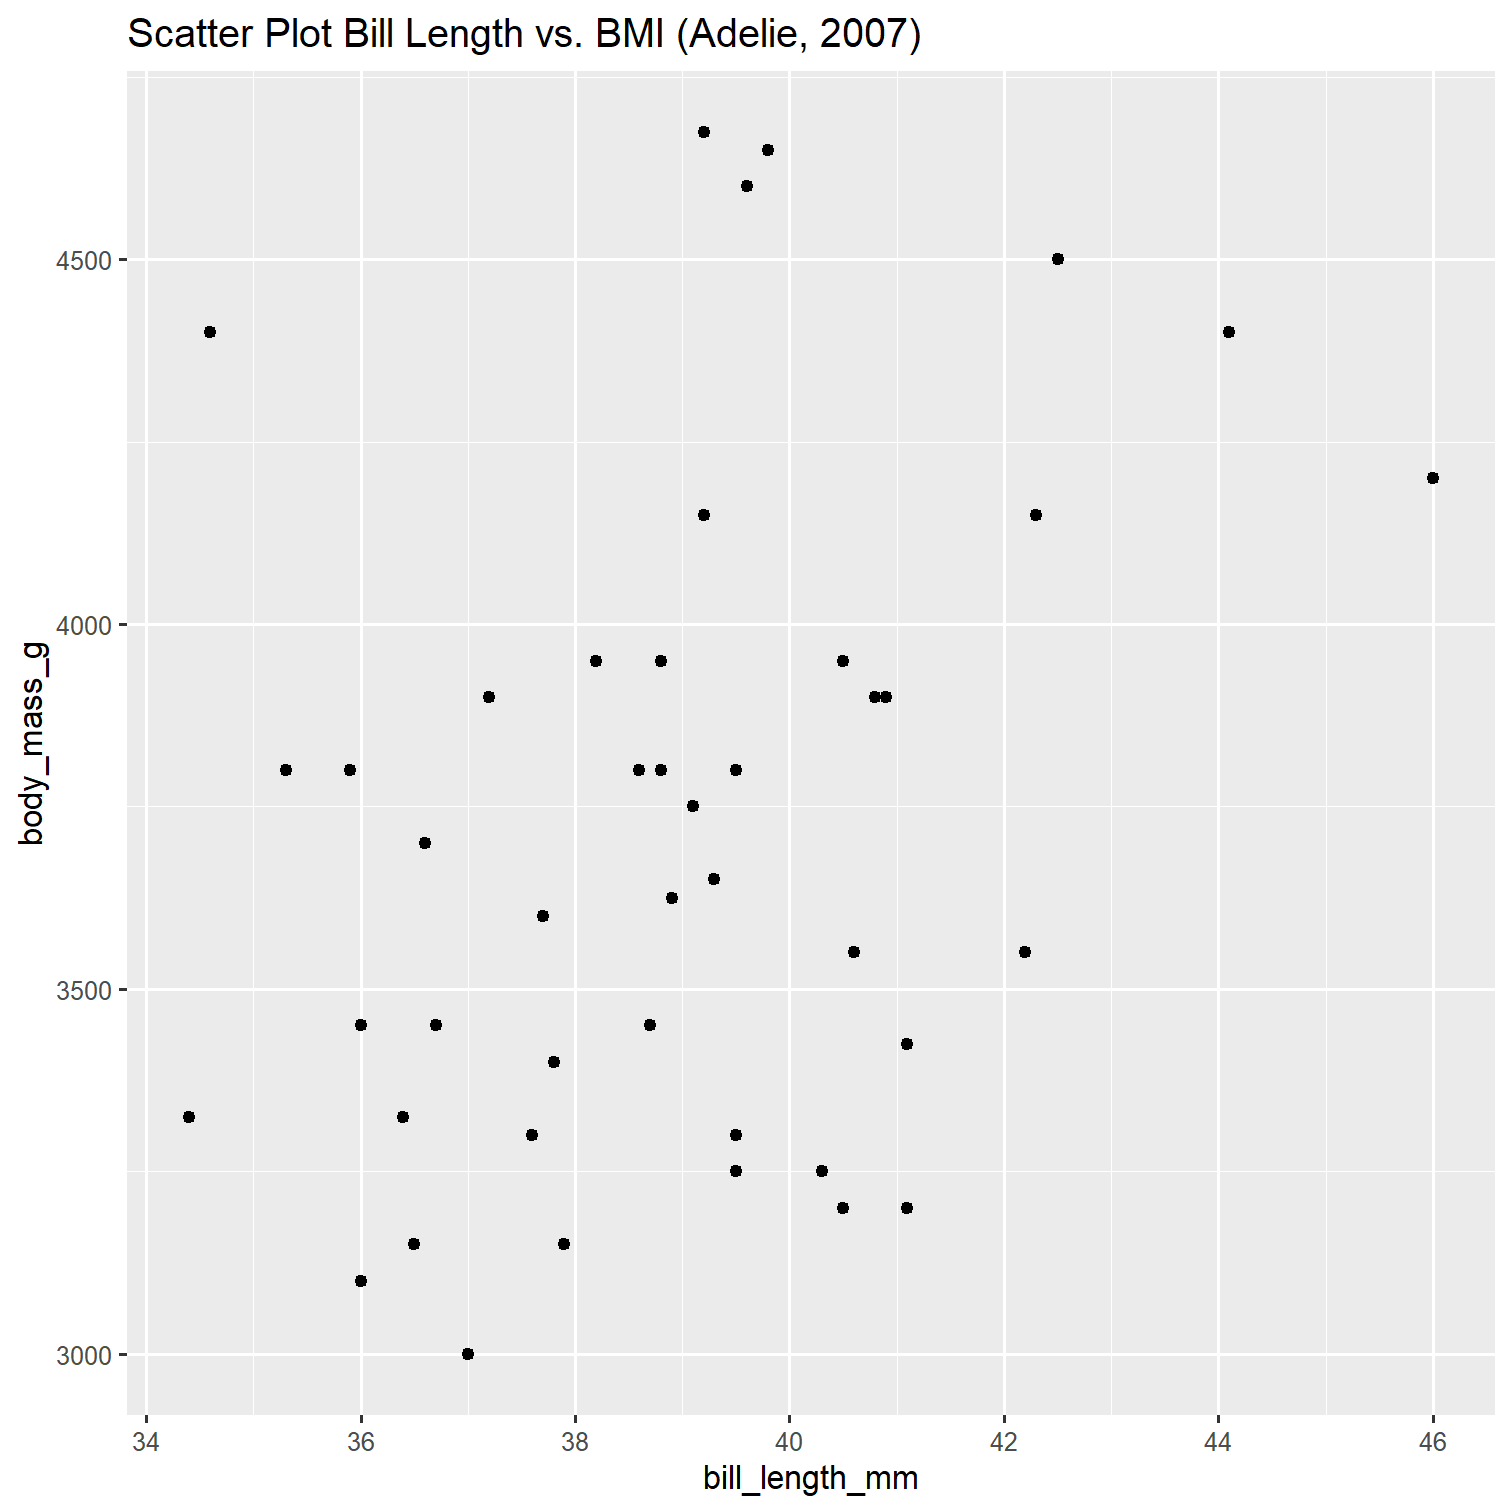 Scatter Plot Bill Length vs. BMI (Adelie, 2007)
body_mass_g
4500
4000
3500
3000
34 36 38 40 42 44 46
bill_length_mm